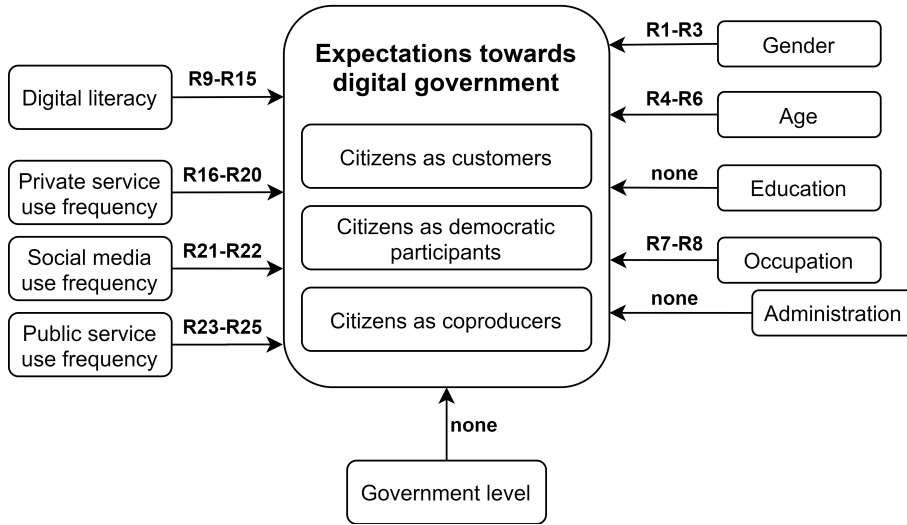 Expectations towards
digital government
Citizens as customers
Citizens as democratic
participants
Citizens as coproducers
R9-R15
Digital literacy
R16-R20
Private service
use frequency
R21-R22
Social media
use frequency
R23-R25
Public service
use frequency
R1-R3
Gender
R4-R6
Age
none
Education
R7-R8
Occupation
none
Administration
none
Government level